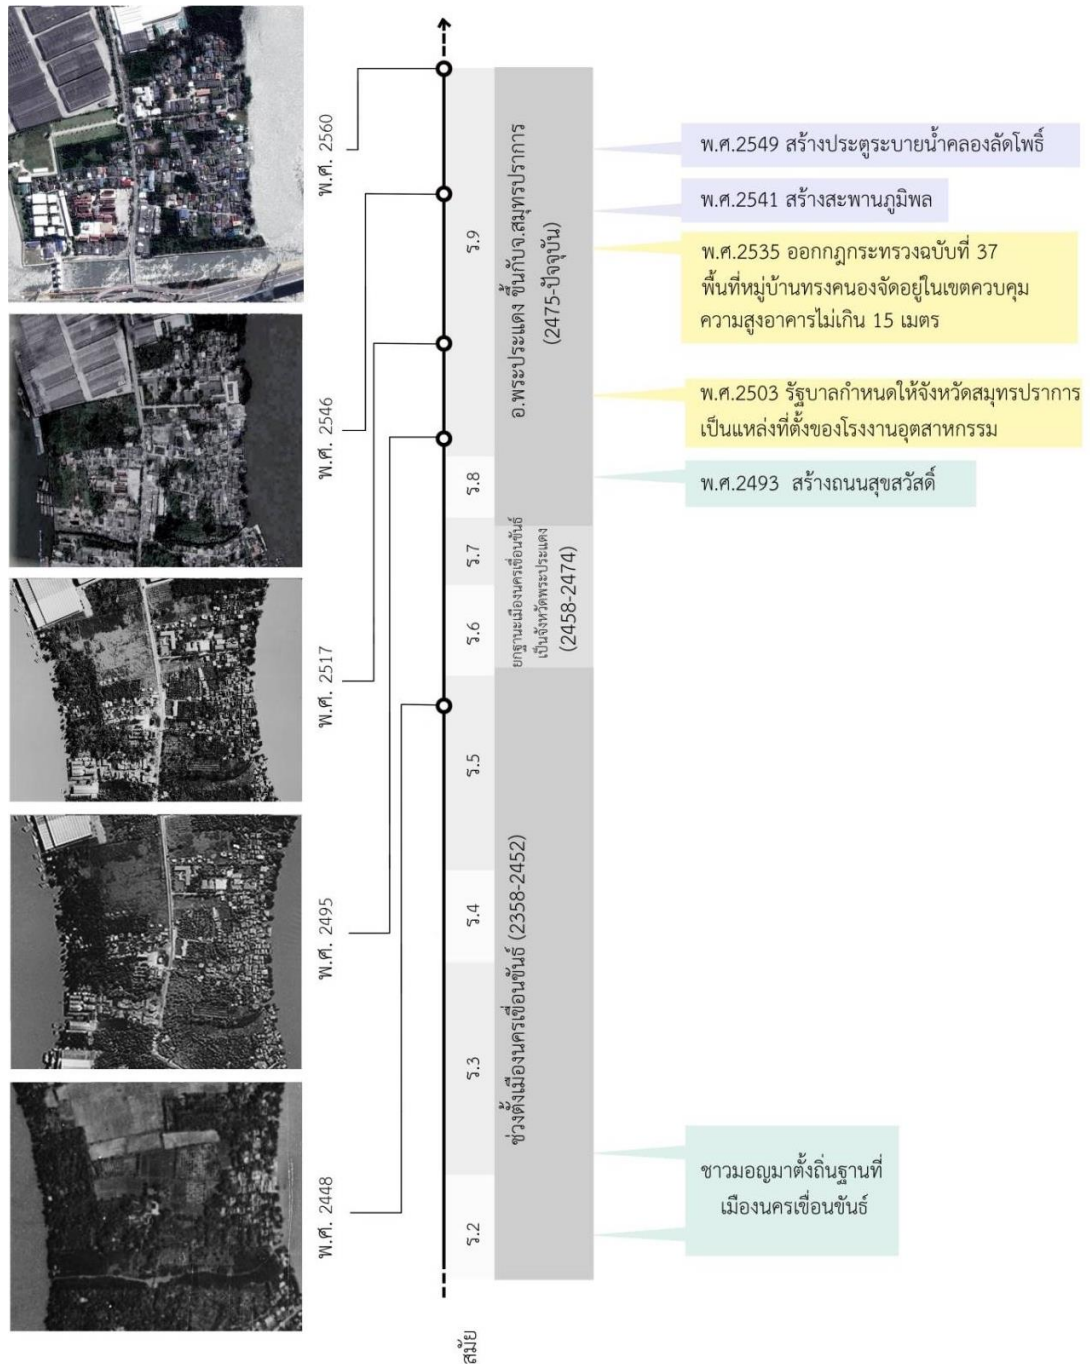 พ.ศ. 2560
พ.ศ. 2546
พ.ศ. 2517
พ.ศ. 2495
พ.ศ. 2448
ร.9
ร.8
ร.7
ร.6
ร.5
ร.4
ร.3
ร.2
สมัย
อ.พระประแดง ขึ้นกับจ.สมุทรปราการ
(2475-ปัจจุบัน)
ยกฐานะเมืองนครเขื่อนขันธ์
เป็นจังหวัดพระประแดง
(2458-2474)
ช่วงตั้งเมืองนครเขื่อนขันธ์ (2358-2452)
พ.ศ.2549 สร้างประตูระบายน้ำคลองลัดโพธิ์
พ.ศ.2541 สร้างสะพานภูมิพล
พ.ศ.2535 ออกกฎกระทรวงฉบับที่ 37
พื้นที่หมู่บ้านทรงคนองจัดอยู่ในเขตควบคุม
ความสูงอาคารไม่เกิน 15 เมตร
พ.ศ.2503 รัฐบาลกำหนดให้จังหวัดสมุทรปราการ
เป็นแหล่งที่ตั้งของโรงงานอุตสาหกรรม
พ.ศ.2493 สร้างถนนสุขสวัสดิ์
ชาวมอญมาตั้งถิ่นฐานที่
เมืองนครเขื่อนขันธ์